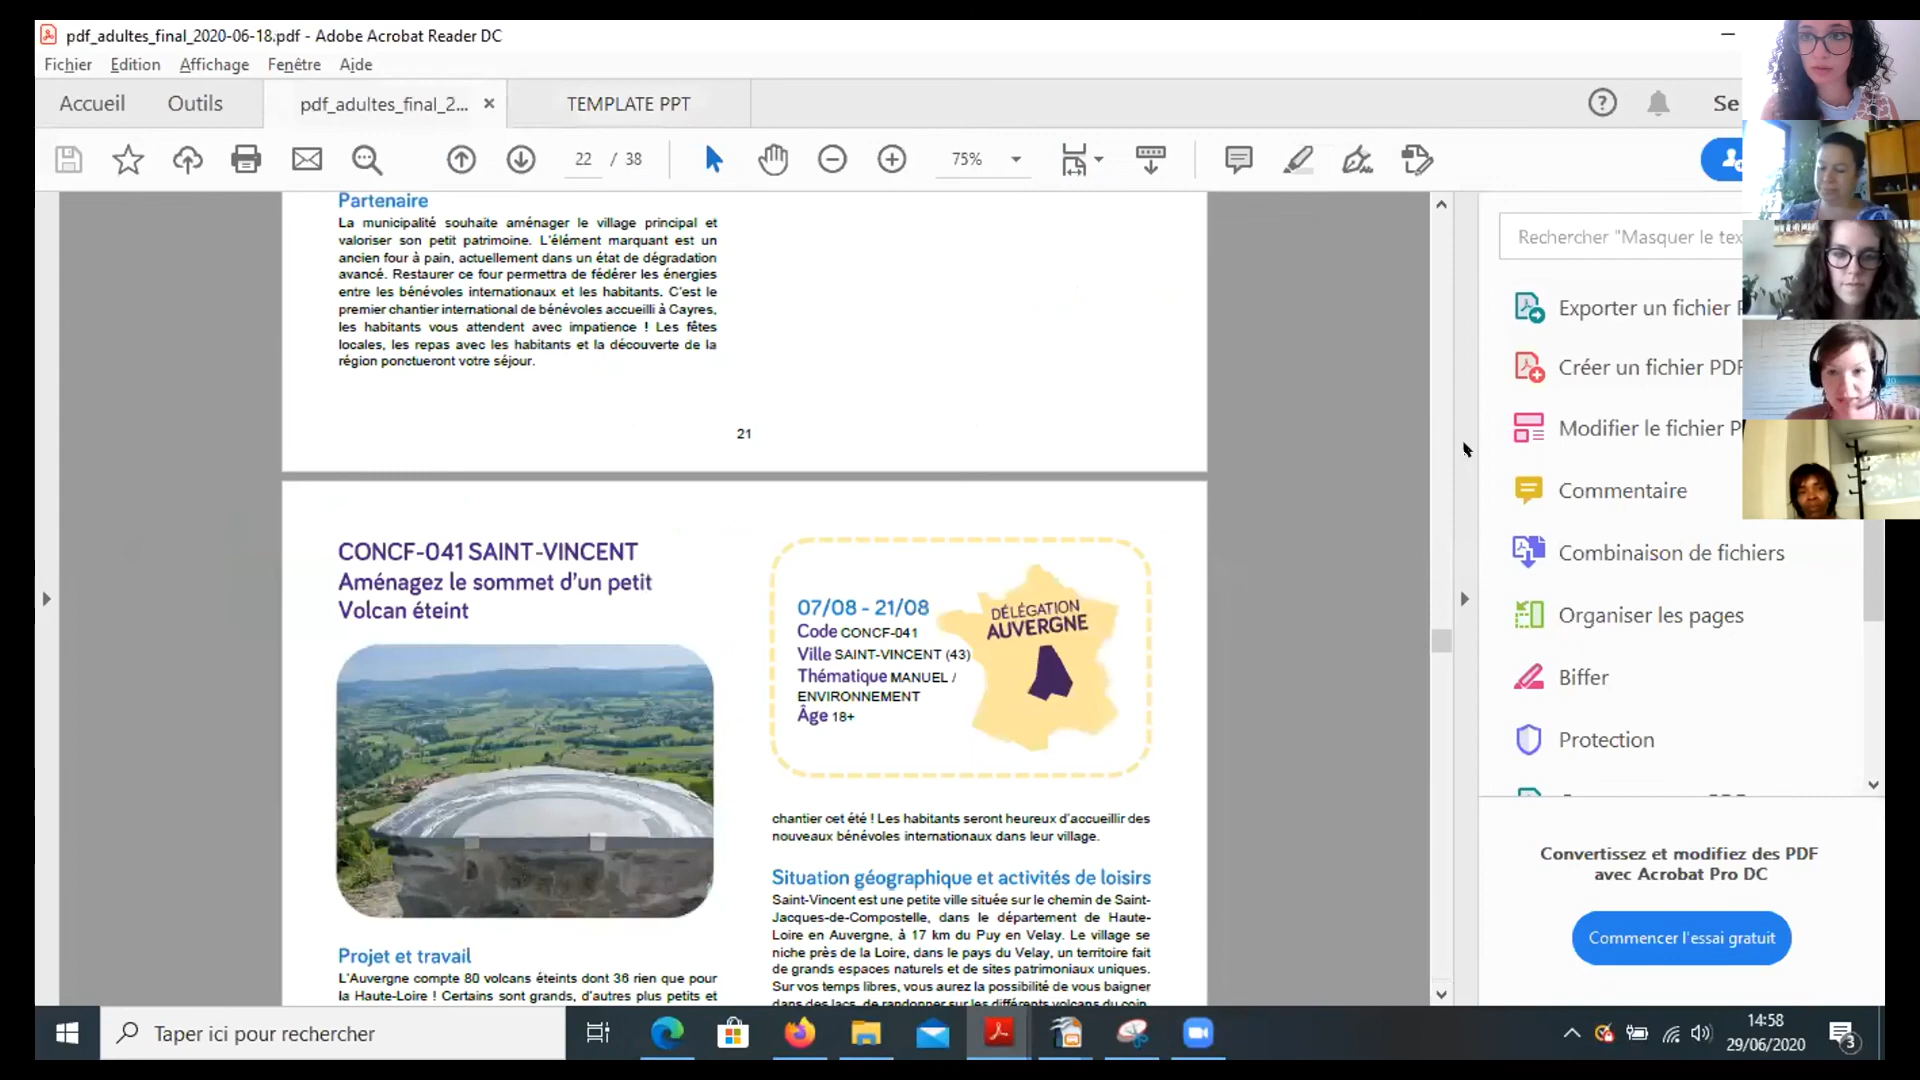 pdf_adultes_final_2020-06-18.pdf - Adobe Acrobat Reader DC
Fichier Edition Affichage Fenêtre Aide
Accueil Outils pdf_adultes_final_2... × TEMPLATE PPT Se
22 / 38 75%
Partenaire
La municipalité souhaite aménager le village principal et
valoriser son petit patrimoine. L'élément marquant est un
ancien four à pain, actuellement dans un état de dégradation
avancé. Restaurer ce four permettra de fédérer les énergies
entre les bénévoles internationaux et les habitants. C'est le
premier chantier international de bénévoles accueilli à Cayres,
les habitants vous attendent avec impatience ! Les fêtes
locales, les repas avec les habitants et la découverte de la
région ponctueront votre séjour.
21
CONCF-041 SAINT-VINCENT
Aménagez le sommet d'un petit
Volcan éteint
Projet et travail
L'Auvergne compte 80 volcans éteints dont 36 rien que pour
la Haute-Loire ! Certains sont grands, d'autres plus petits et
07/08 - 21/08
Code CONCF-041
Ville SAINT-VINCENT (43)
Thématique MANUEL /
ENVIRONNEMENT
Âge 18+
DÉLÉGATION
AUVERGNE
chantier cet été ! Les habitants seront heureux d'accueillir des
nouveaux bénévoles internationaux dans leur village.
Situation géographique et activités de loisirs
Saint-Vincent est une petite ville située sur le chemin de Saint-
Jacques-de-Compostelle, dans le département de Haute-
Loire en Auvergne, à 17 km du Puy en Velay. Le village se
niche près de la Loire, dans le pays du Velay, un territoire fait
de grands espaces naturels et de sites patrimoniaux uniques.
Sur vos temps libres, vous aurez la possibilité de vous baigner
dans des lacs, de randonner sur les différents volcans du coin,
Rechercher "Masquer le tex
Exporter un fichier P
Créer un fichier PDF
Modifier le fichier P
Commentaire
Combinaison de fichiers
Organiser les pages
Biffer
Protection
Convertissez et modifiez des PDF
avec Acrobat Pro DC
Commencer l'essai gratuit
Taper ici pour rechercher
14:58
29/06/2020
3